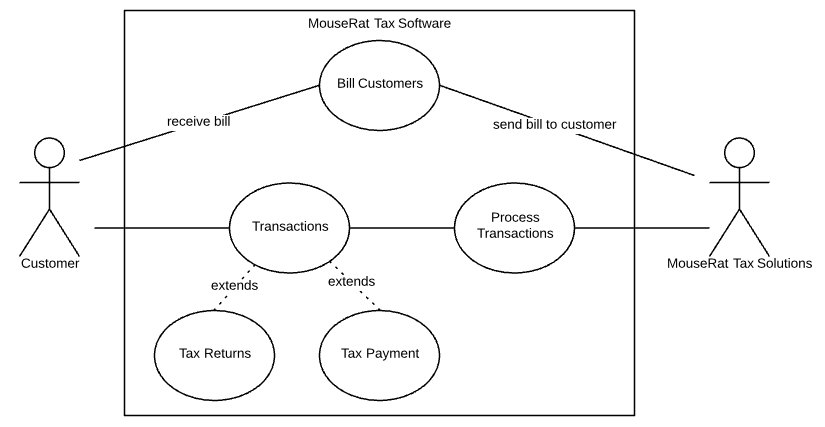 MouseRat Tax Software
Bill Customers
receive bill
send bill to customer
Transactions
Process
Transactions
Customer
MouseRat Tax Solutions
extends
extends
Tax Returns
Tax Payment